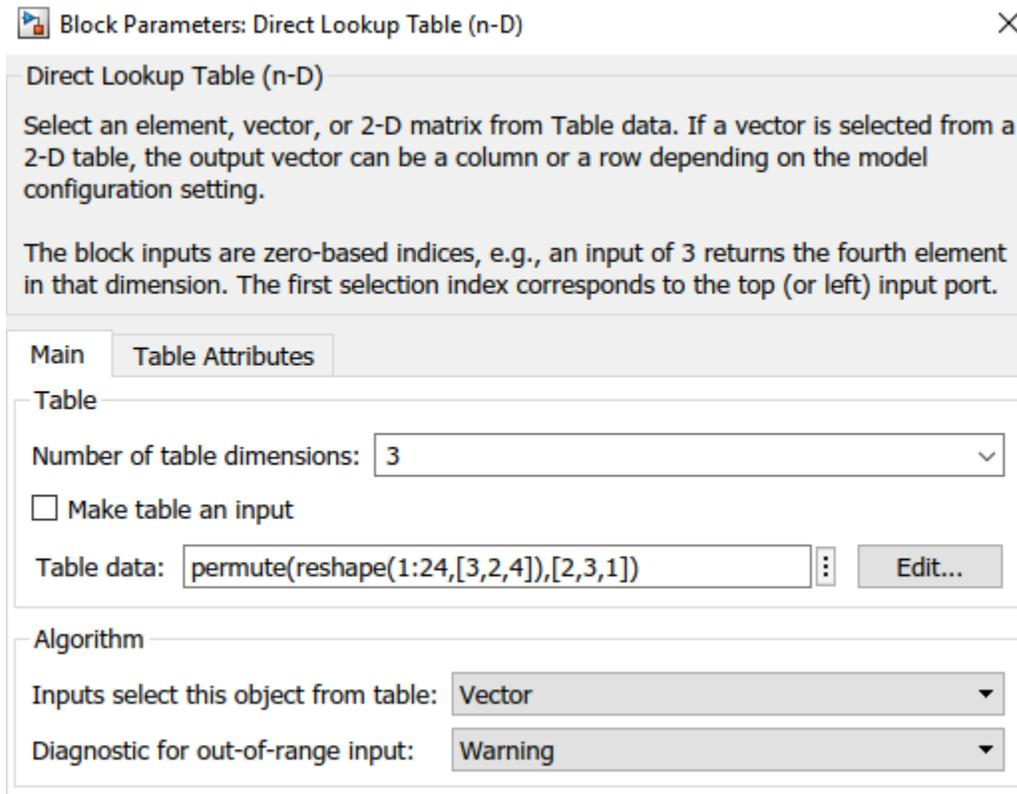 Block Parameters: Direct Lookup Table (n-D)
Direct Lookup Table (n-D)
Select an element, vector, or 2-D matrix from Table data. If a vector is selected from a
2-D table, the output vector can be a column or a row depending on the model
configuration setting.
The block inputs are zero-based indices, e.g., an input of 3 returns the fourth element
in that dimension. The first selection index corresponds to the top (or left) input port.
Main Table Attributes
Table
Number of table dimensions: 3
Make table an input
Table data: permute(reshape(1:24,[3,2,4]),[2,3,1]) Edit...
Algorithm
Inputs select this object from table: Vector
Diagnostic for out-of-range input: Warning